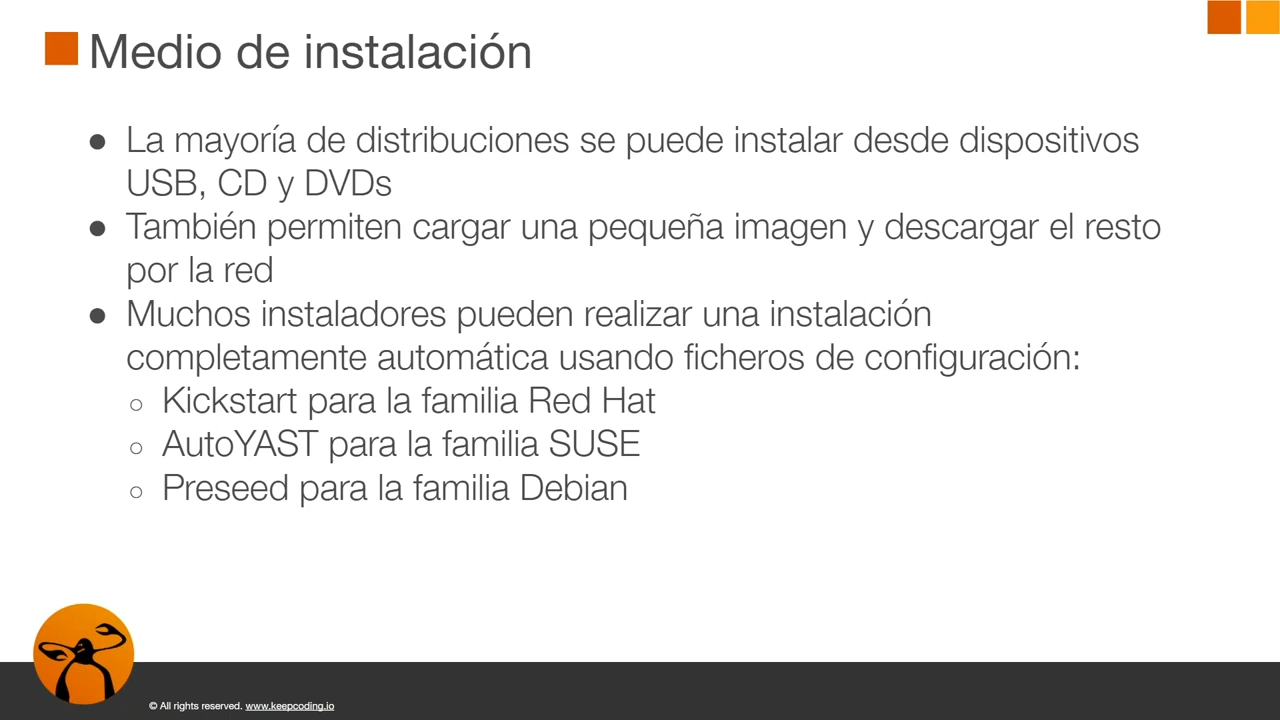 Medio de instalación
● La mayoría de distribuciones se puede instalar desde dispositivos
USB, CD y DVDs
● También permiten cargar una pequeña imagen y descargar el resto
por la red
● Muchos instaladores pueden realizar una instalación
completamente automática usando ficheros de configuración:
○ Kickstart para la familia Red Hat
○ AutoYAST para la familia SUSE
○ Preseed para la familia Debian
© All rights reserved. www.keepcoding.io